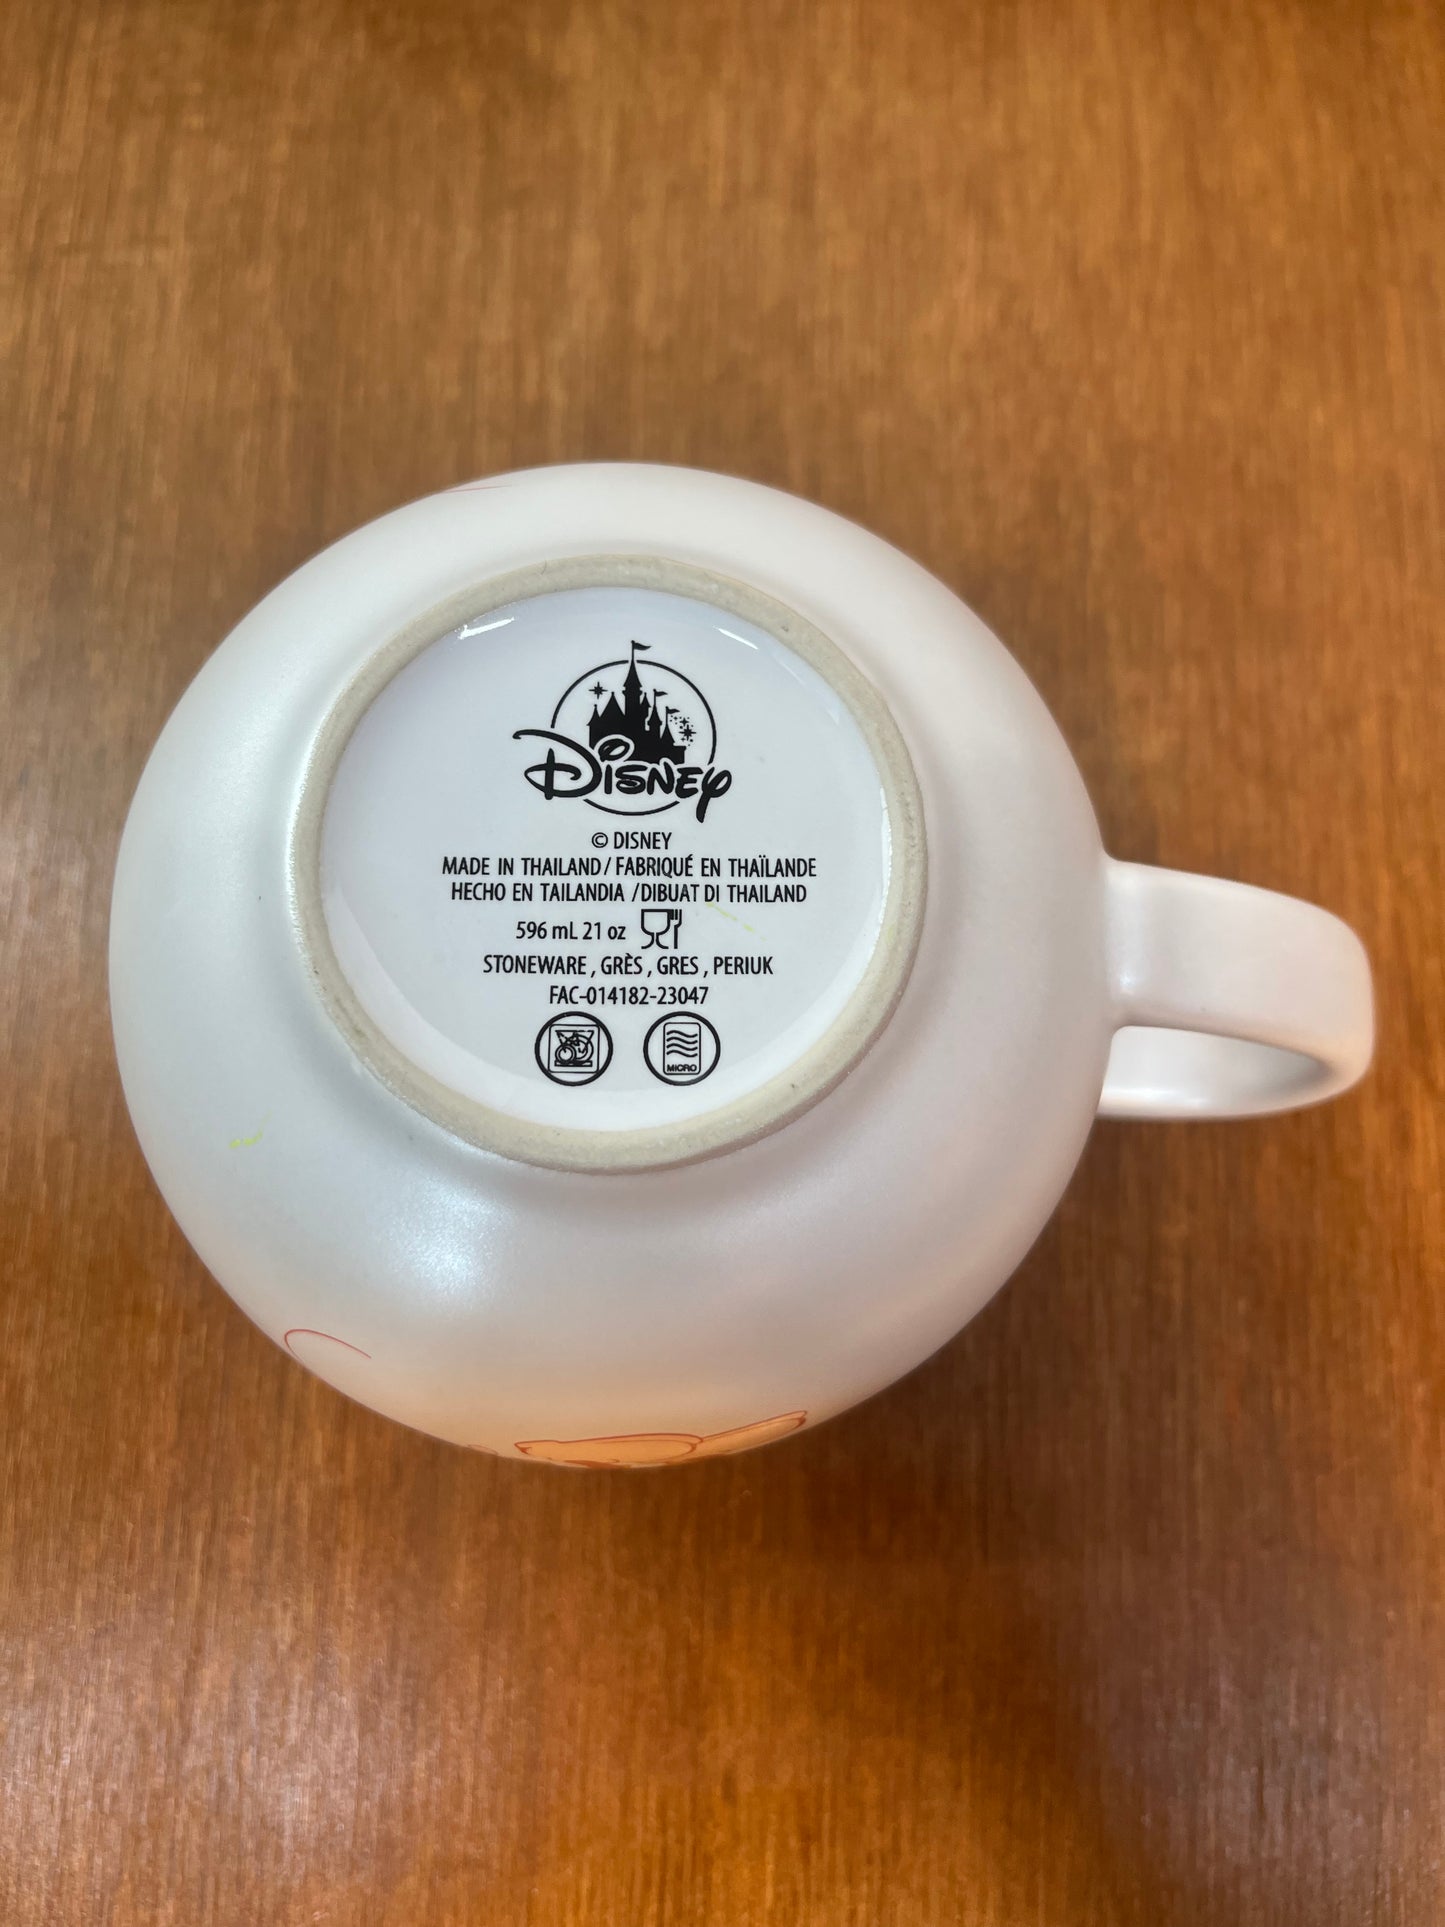 Disney
© DISNEY
MADE IN THAILAND / FABRIQUÉ EN THAÏLANDE
HECHO EN TAILANDIA / DIBUAT DI THAILAND
596 mL 21 oz
STONEWARE , GRÈS , GRES , PERIUK
FAC-014182-23047
MICRO